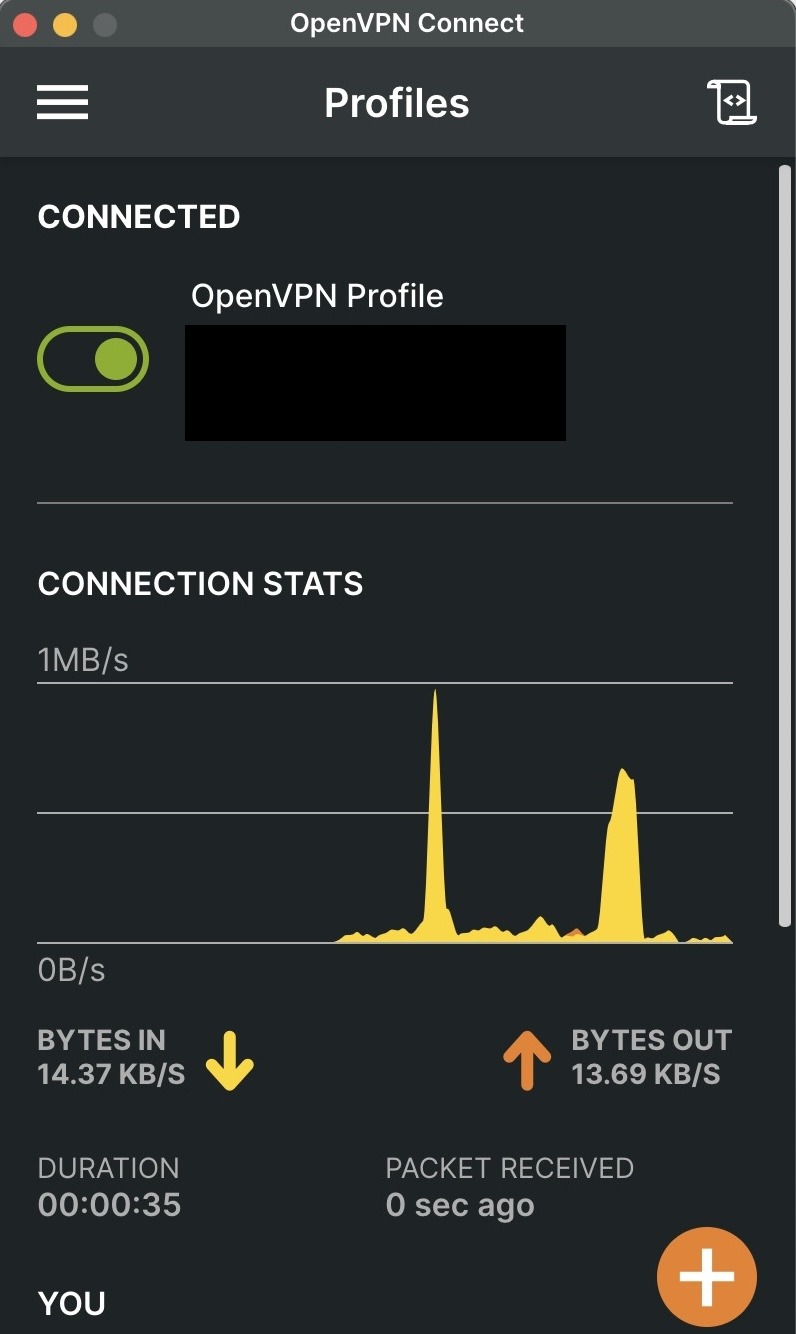 OpenVPN Connect
Profiles
CONNECTED
OpenVPN Profile
CONNECTION STATS
1MB/s
0B/s
BYTES IN
14.37 KB/S
BYTES OUT
13.69 KB/S
DURATION
00:00:35
PACKET RECEIVED
0 sec ago
YOU